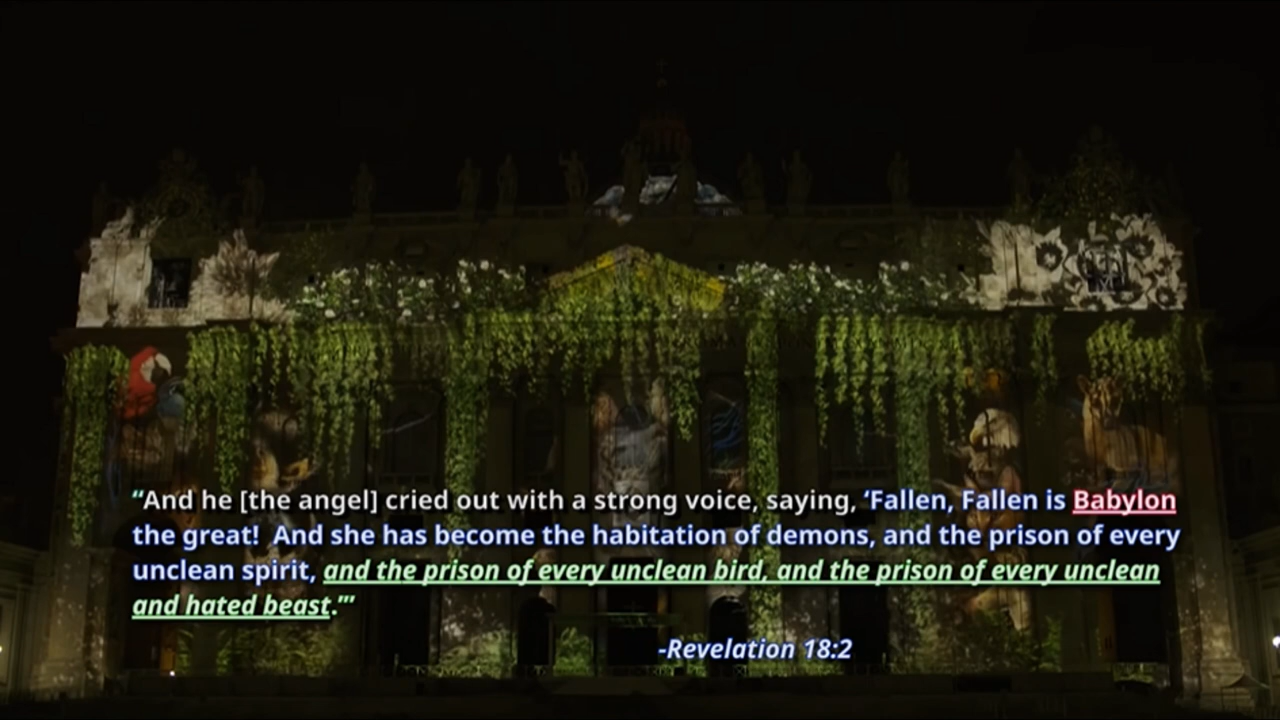 “And he [the angel] cried out with a strong voice, saying, ‘Fallen, Fallen is Babylon
the great!  And she has become the habitation of demons, and the prison of every
unclean spirit, and the prison of every unclean bird, and the prison of every unclean
and hated beast.’”
-Revelation 18:2